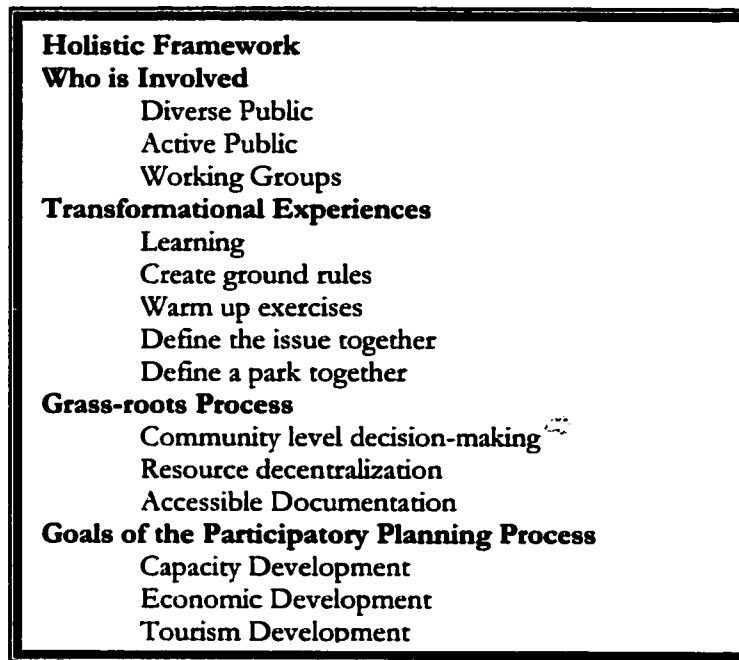 Holistic Framework
Who is Involved
Diverse Public
Active Public
Working Groups
Transformational Experiences
Learning
Create ground rules
Warm up exercises
Define the issue together
Define a park together
Grass-roots Process
Community level decision-making
Resource decentralization
Accessible Documentation
Goals of the Participatory Planning Process
Capacity Development
Economic Development
Tourism Development